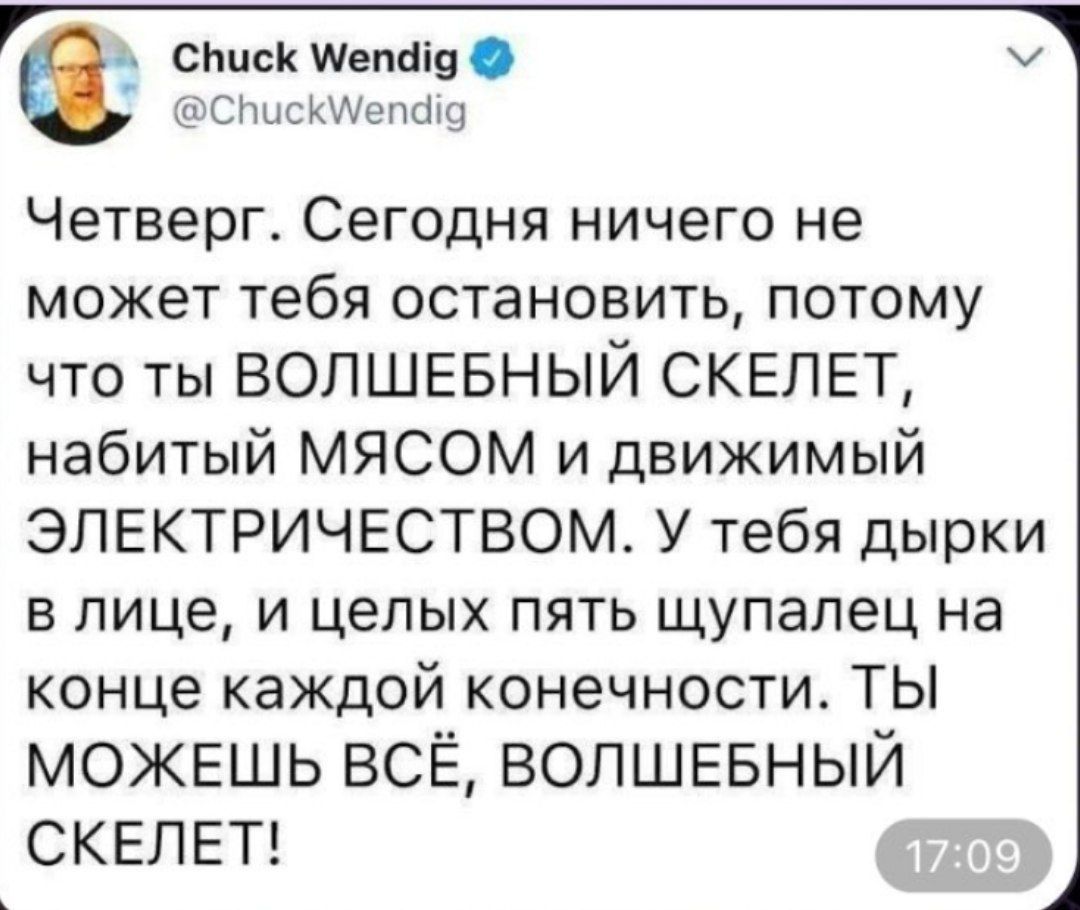 Chuck Wendig
@ChuckWendig
Четверг. Сегодня ничего не
может тебя остановить, потому
что ты ВОЛШЕБНЫЙ СКЕЛЕТ,
набитый МЯСОМ и движимый
ЭЛЕКТРИЧЕСТВОМ. У тебя дырки
в лице, и целых пять щупалец на
конце каждой конечности. ТЫ
МОЖЕШЬ ВСЁ, ВОЛШЕБНЫЙ
СКЕЛЕТ!
17:09